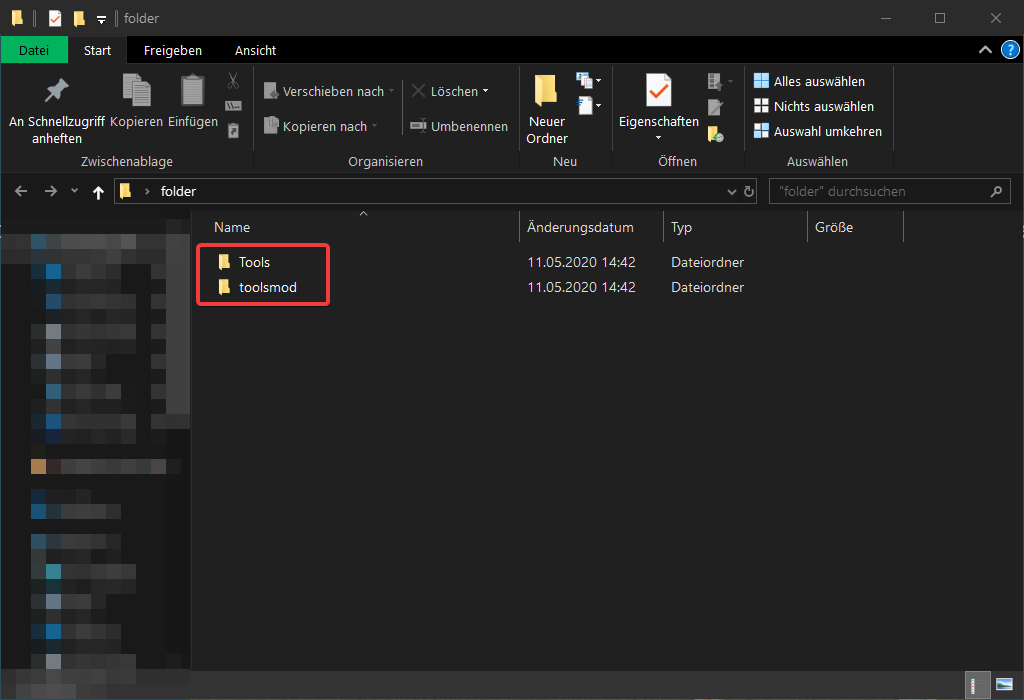 folder
Datei Start Freigeben Ansicht ?
An Schnellzugriff
anheften
Kopieren
Einfügen
Zwischenablage
Verschieben nach
Kopieren nach
Löschen
Umbenennen
Organisieren
Neuer
Ordner
Neu
Eigenschaften
Öffnen
Alles auswählen
Nichts auswählen
Auswahl umkehren
Auswählen
folder
"folder" durchsuchen
Name Änderungsdatum Typ Größe
Tools 11.05.2020 14:42 Dateiordner
toolsmod 11.05.2020 14:42 Dateiordner